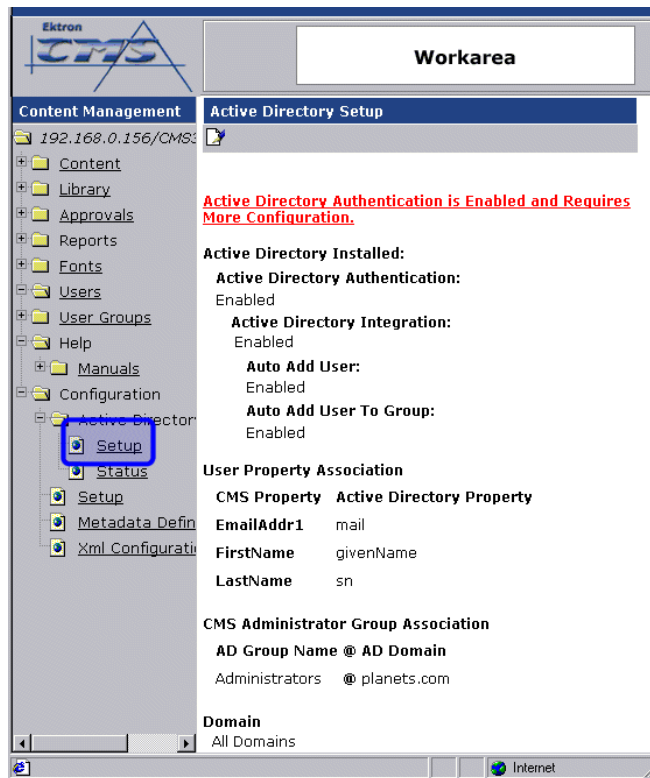 Ektron
CMS
Workarea
Content Management
192.168.0.156/CMS3
Content
Library
Approvals
Reports
Fonts
Users
User Groups
Help
Manuals
Configuration
Active Director
Setup
Status
Setup
Metadata Defin
Xml Configurati
Active Directory Setup
Active Directory Authentication is Enabled and Requires
More Configuration.
Active Directory Installed:
Active Directory Authentication:
Enabled
Active Directory Integration:
Enabled
Auto Add User:
Enabled
Auto Add User To Group:
Enabled
User Property Association
CMS Property Active Directory Property
EmailAddr1 mail
FirstName givenName
LastName sn
CMS Administrator Group Association
AD Group Name @ AD Domain
Administrators @ planets.com
Domain
All Domains
Internet